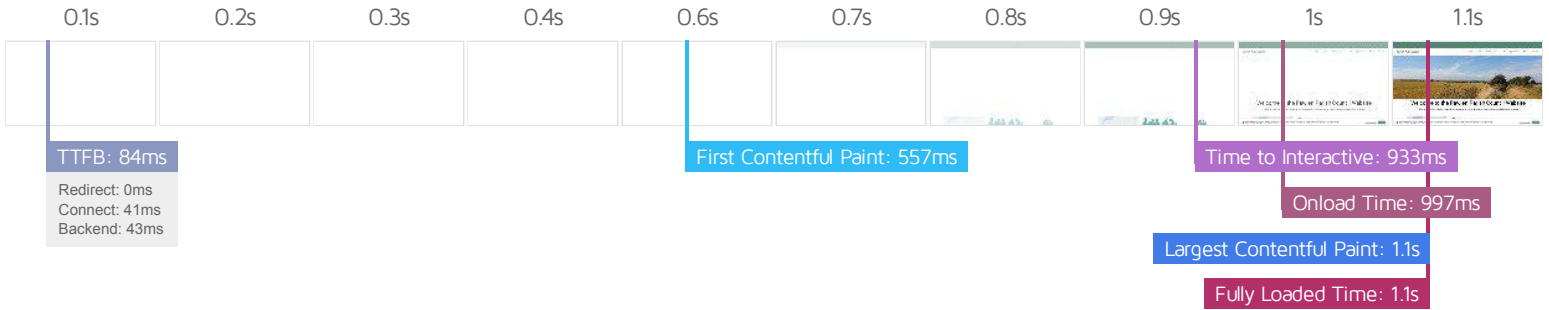 0.1s 0.2s 0.3s 0.4s 0.6s 0.7s 0.8s 0.9s 1s 1.1s
TTFB: 84ms
Redirect: 0ms
Connect: 41ms
Backend: 43ms
First Contentful Paint: 557ms
Time to Interactive: 933ms
Onload Time: 997ms
Largest Contentful Paint: 1.1s
Fully Loaded Time: 1.1s